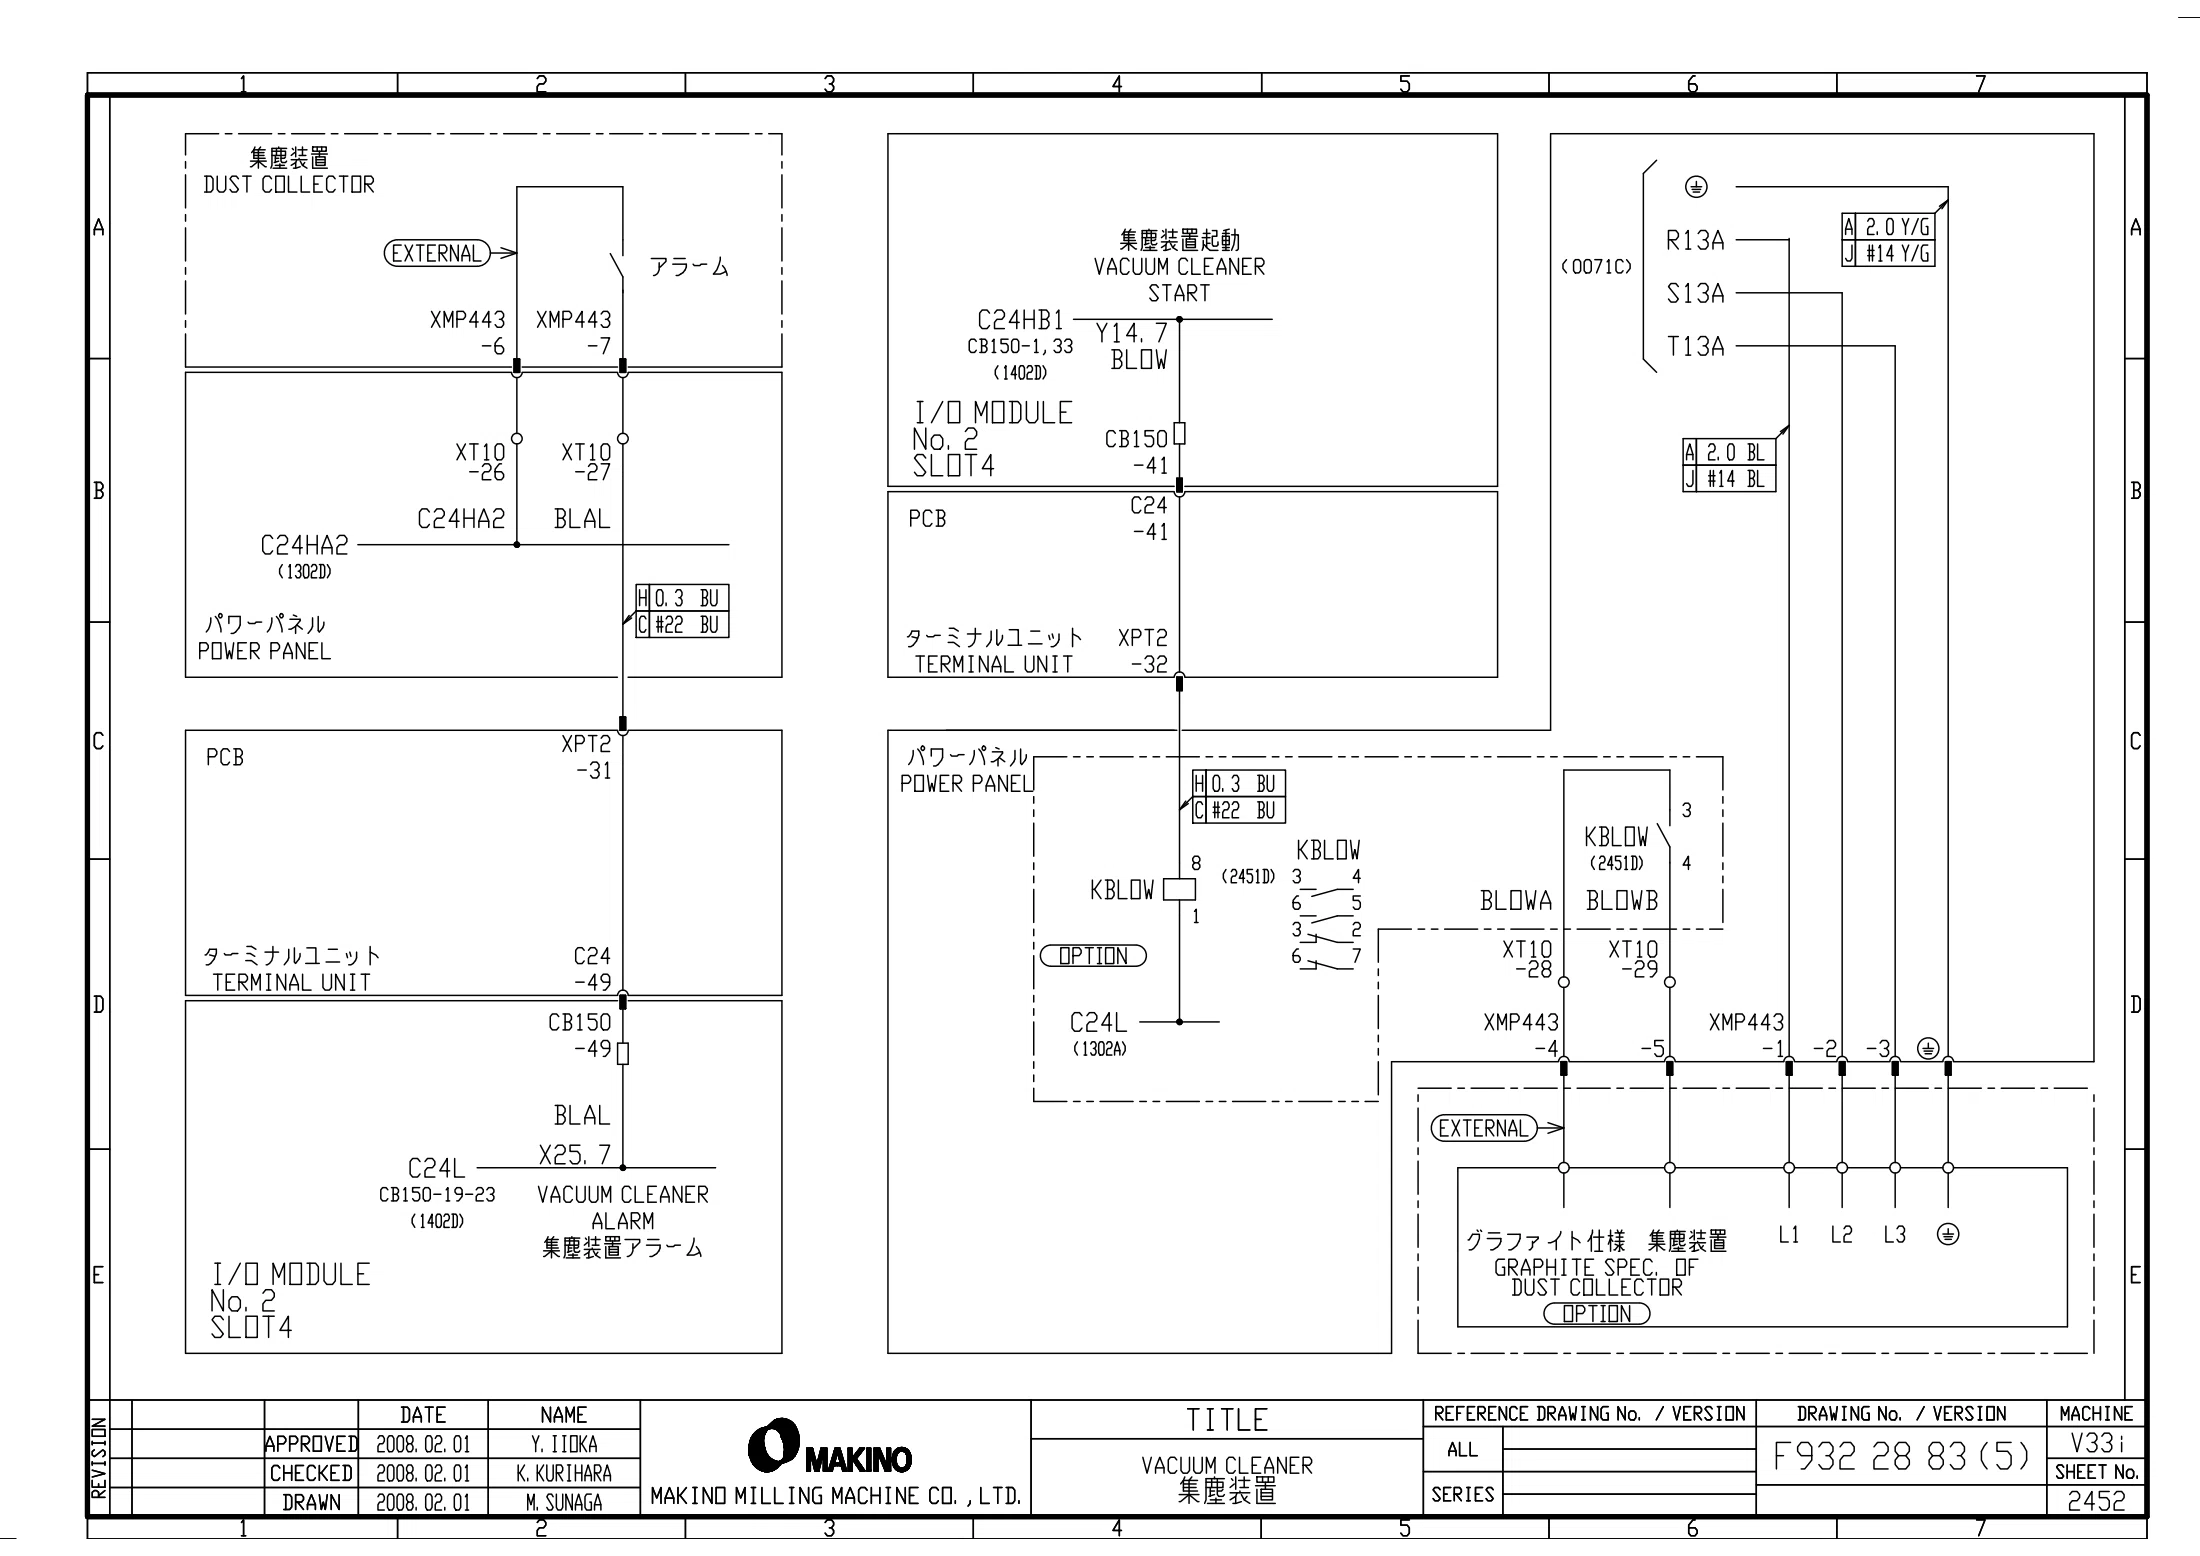 1 2 3 4 5 6 7
A
B
C
D
E
集塵装置
DUST COLLECTOR
EXTERNAL
アラーム
XMP443 XMP443
-6 -7
XT10 XT10
-26 -27
C24HA2 BLAL
C24HA2
(1302D)
H 0.3 BU
C #22 BU
パワーパネル
POWER PANEL
PCB
XPT2
-31
ターミナルユニット
TERMINAL UNIT
C24
-49
CB150
-49
BLAL
X25.7
C24L
CB150-19-23
(1402D)
VACUUM CLEANER
ALARM
集塵装置アラーム
I/O MODULE
No.2
SLOT4
集塵装置起動
VACUUM CLEANER
START
C24HB1
CB150-1,33
(1402D)
Y14.7
BLOW
I/O MODULE
No.2
SLOT4
CB150
-41
C24
-41
PCB
ターミナルユニット
TERMINAL UNIT
XPT2
-32
パワーパネル
POWER PANEL
H 0.3 BU
C #22 BU
KBLOW
8
1
(2451D)
KBLOW
3 4
6 5
3 2
6 7
OPTION
C24L
(1302A)
(0071C)
R13A
S13A
T13A
A 2.0 Y/G
J #14 Y/G
A 2.0 BL
J #14 BL
3
KBLOW
(2451D)
4
BLOWA BLOWB
XT10 XT10
-28 -29
XMP443 XMP443
-4 -5 -1 -2 -3
EXTERNAL
L1 L2 L3
グラファイト仕様 集塵装置
GRAPHITE SPEC. OF
DUST COLLECTOR
OPTION
A
B
C
D
E
REVISION
DATE NAME
APPROVED 2008.02.01 Y.IIOKA
CHECKED 2008.02.01 K.KURIHARA
DRAWN 2008.02.01 M.SUNAGA
MAKINO
MAKINO MILLING MACHINE CO.,LTD.
TITLE
VACUUM CLEANER
集塵装置
REFERENCE DRAWING No. / VERSION
ALL
SERIES
DRAWING No. / VERSION
F932 28 83(5)
MACHINE
V33i
SHEET No.
2452
1 2 3 4 5 6 7